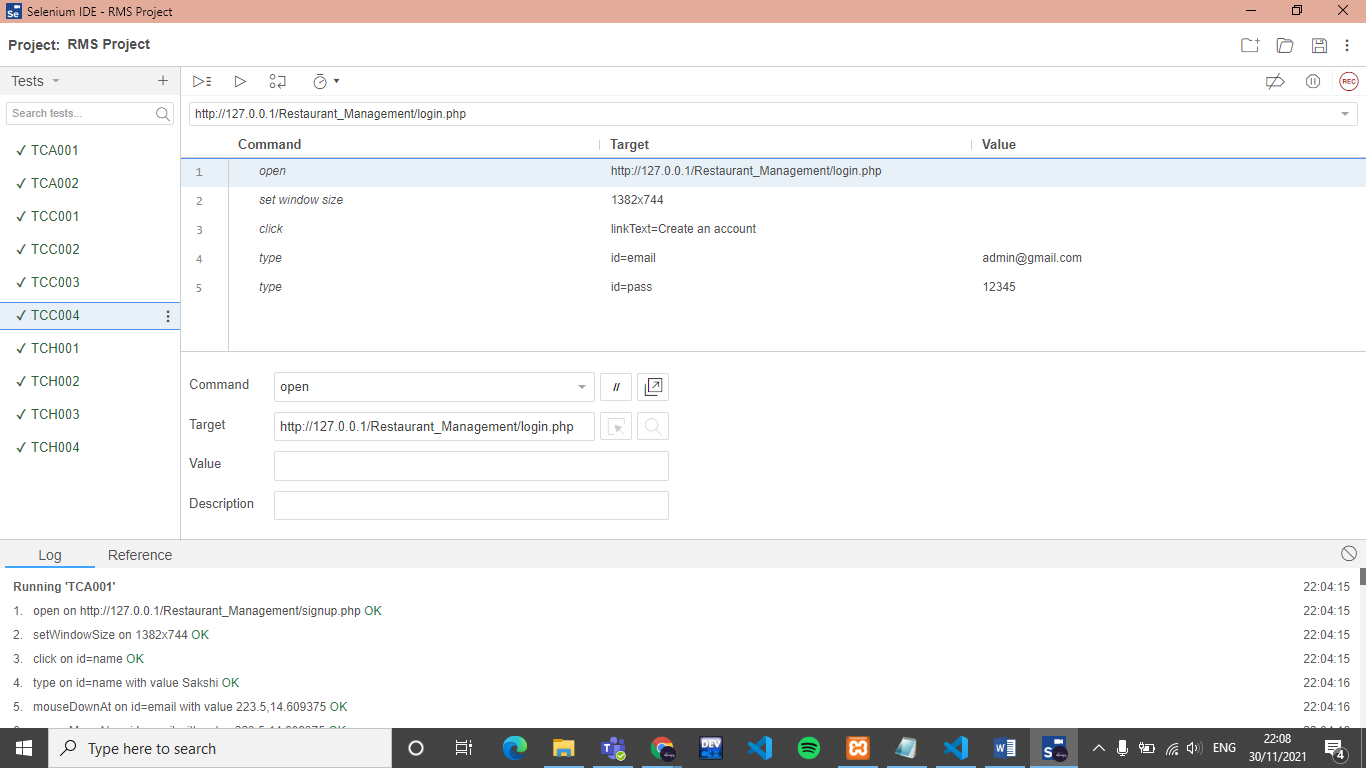 Selenium IDE - RMS Project
Project: RMS Project
Tests
Search tests...
✓ TCA001
✓ TCA002
✓ TCC001
✓ TCC002
✓ TCC003
✓ TCC004
✓ TCH001
✓ TCH002
✓ TCH003
✓ TCH004
REC
http://127.0.0.1/Restaurant_Management/login.php
Command Target Value
1 open http://127.0.0.1/Restaurant_Management/login.php
2 set window size 1382x744
3 click linkText=Create an account
4 type id=email admin@gmail.com
5 type id=pass 12345
Command open //
Target http://127.0.0.1/Restaurant_Management/login.php
Value
Description
Log Reference
Running 'TCA001' 22:04:15
1. open on http://127.0.0.1/Restaurant_Management/signup.php OK 22:04:15
2. setWindowSize on 1382x744 OK 22:04:15
3. click on id=name OK 22:04:15
4. type on id=name with value Sakshi OK 22:04:16
5. mouseDownAt on id=email with value 223.5,14.609375 OK 22:04:16
Type here to search
DEV
ENG
22:08
30/11/2021
4